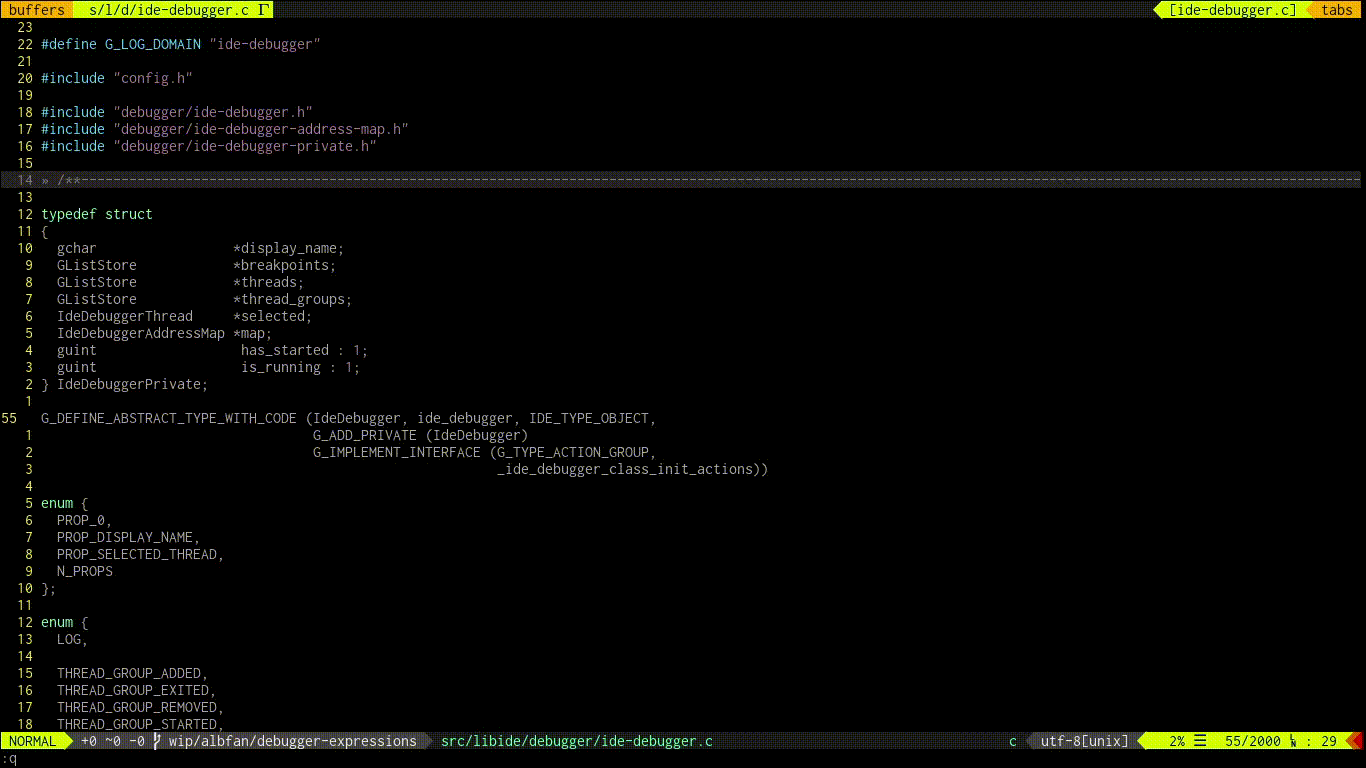 buffers s/l/d/ide-debugger.c Γ [ide-debugger.c] tabs
23
22 #define G_LOG_DOMAIN "ide-debugger"
21
20 #include "config.h"
19
18 #include "debugger/ide-debugger.h"
17 #include "debugger/ide-debugger-address-map.h"
16 #include "debugger/ide-debugger-private.h"
15
14 » /**--------------------------------------------------------------------------------
13
12 typedef struct
11 {
10   gchar                 *display_name;
9   GListStore            *breakpoints;
8   GListStore            *threads;
7   GListStore            *thread_groups;
6   IdeDebuggerThread     *selected;
5   IdeDebuggerAddressMap *map;
4   guint                  has_started : 1;
3   guint                  is_running : 1;
2 } IdeDebuggerPrivate;
1
55 G_DEFINE_ABSTRACT_TYPE_WITH_CODE (IdeDebugger, ide_debugger, IDE_TYPE_OBJECT,
1                                   G_ADD_PRIVATE (IdeDebugger)
2                                   G_IMPLEMENT_INTERFACE (G_TYPE_ACTION_GROUP,
3                                                          _ide_debugger_class_init_actions))
4
5 enum {
6   PROP_0,
7   PROP_DISPLAY_NAME,
8   PROP_SELECTED_THREAD,
9   N_PROPS
10 };
11
12 enum {
13   LOG,
14
15   THREAD_GROUP_ADDED,
16   THREAD_GROUP_EXITED,
17   THREAD_GROUP_REMOVED,
18   THREAD_GROUP_STARTED,
NORMAL +0 ~0 -0 wip/albfan/debugger-expressions src/libide/debugger/ide-debugger.c c utf-8[unix] 2% ☰ 55/2000 ㏑ : 29
:q